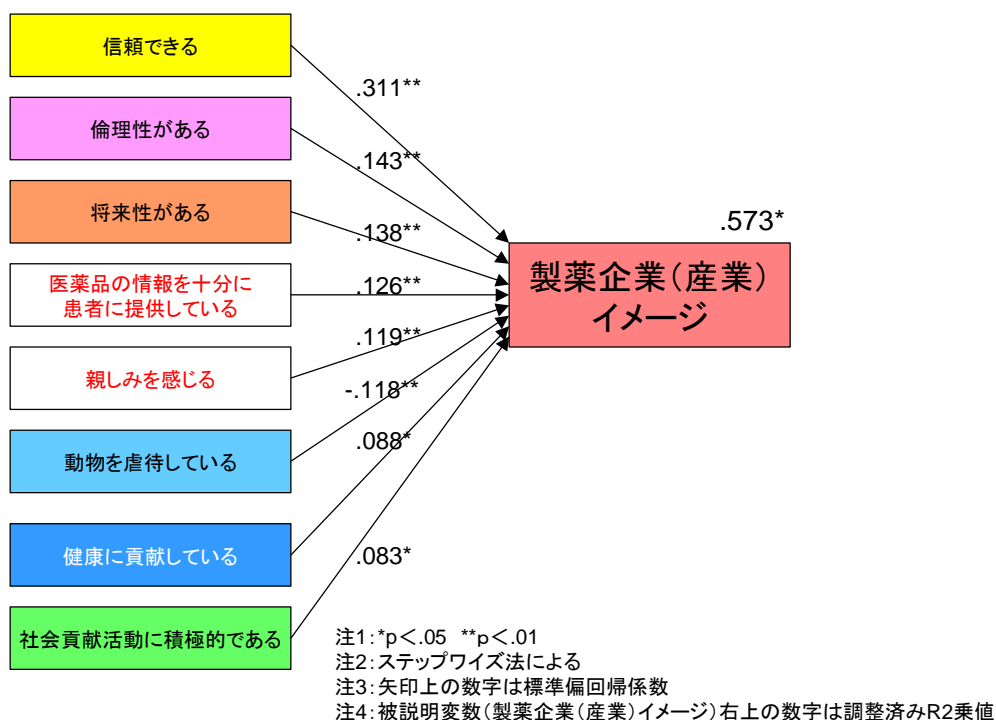 信頼できる
.311**
倫理性がある
.143**
将来性がある
.138**
.573*
医薬品の情報を十分に
患者に提供している
.126**
製薬企業(産業)
イメージ
親しみを感じる
.119**
動物を虐待している
-.118**
健康に貢献している
.088*
社会貢献活動に積極的である
.083*
注1:*p<.05 **p<.01
注2:ステップワイズ法による
注3:矢印上の数字は標準偏回帰係数
注4:被説明変数(製薬企業(産業)イメージ)右上の数字は調整済みR2乗値